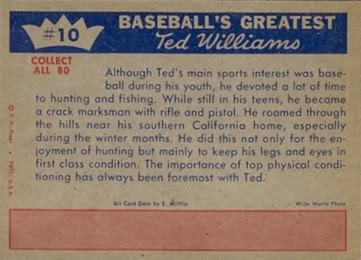 #10
BASEBALL'S GREATEST
Ted Williams
COLLECT
ALL 80
Although Ted's main sports interest was base-
ball during his youth, he devoted a lot of time
to hunting and fishing. While still in his teens, he became
a crack marksman with rifle and pistol. He roamed through
the hills near his southern California home, especially
during the winter months. He did this not only for the en-
joyment of hunting but mainly to keep his legs and eyes in
first class condition. The importance of top physical condi-
tioning has always been foremost with Ted.
All Card Data by E. Mifflin
Wide World Photo
U.S.A